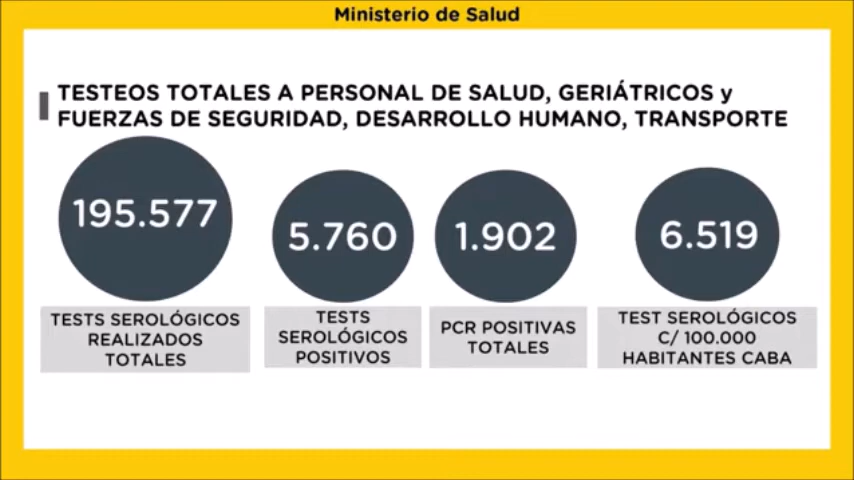 Ministerio de Salud
TESTEOS TOTALES A PERSONAL DE SALUD, GERIÁTRICOS y
FUERZAS DE SEGURIDAD, DESARROLLO HUMANO, TRANSPORTE
195.577
TESTS SEROLÓGICOS
REALIZADOS
TOTALES
5.760
TESTS
SEROLÓGICOS
POSITIVOS
1.902
PCR POSITIVAS
TOTALES
6.519
TEST SEROLÓGICOS
C/ 100.000
HABITANTES CABA